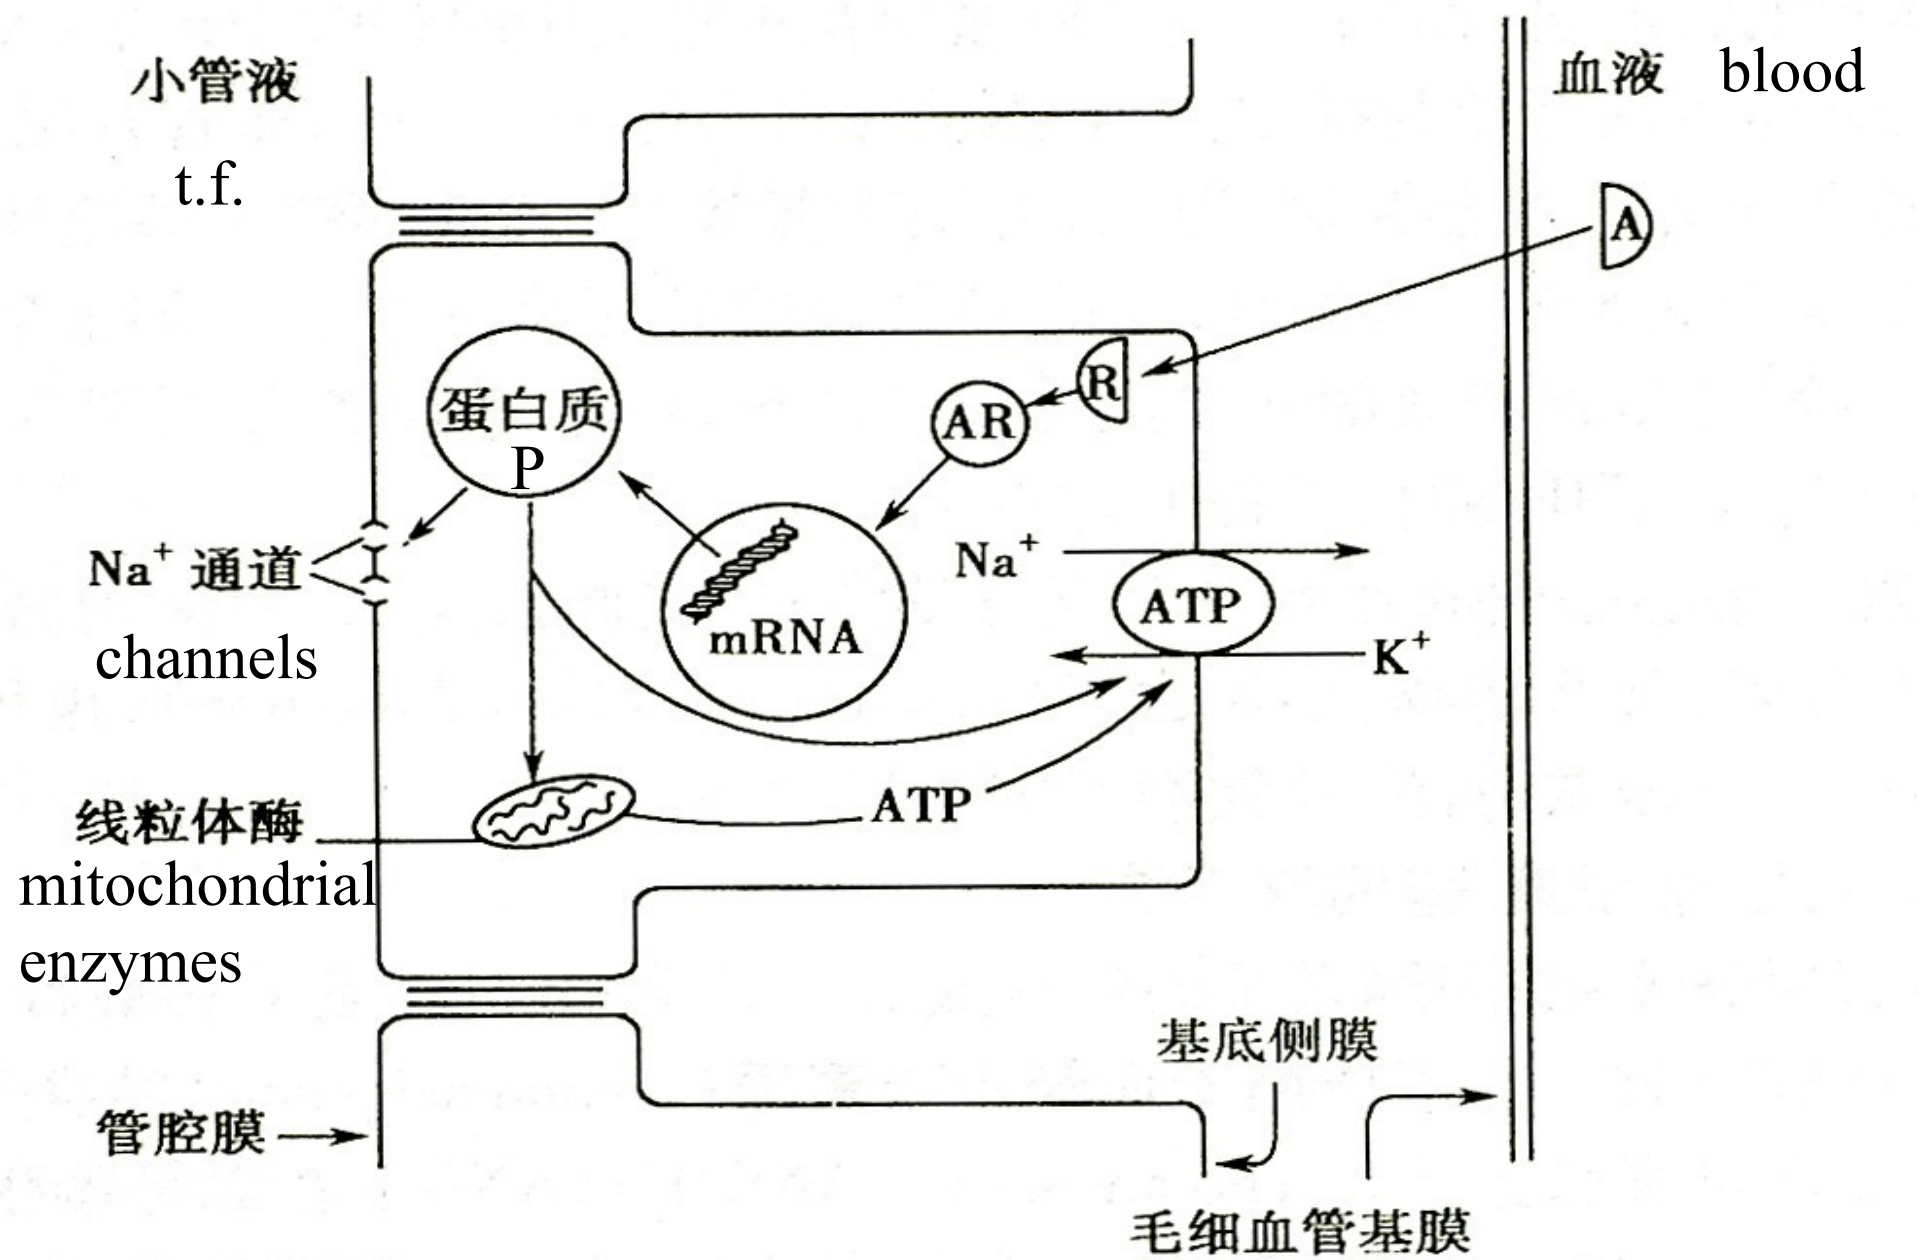 小管液
t.f.
血液 blood
A
R
AR
蛋白质
P
Na⁺ 通道
channels
Na⁺
ATP
K⁺
mRNA
线粒体酶
mitochondrial
enzymes
ATP
基底侧膜
管腔膜
毛细血管基膜